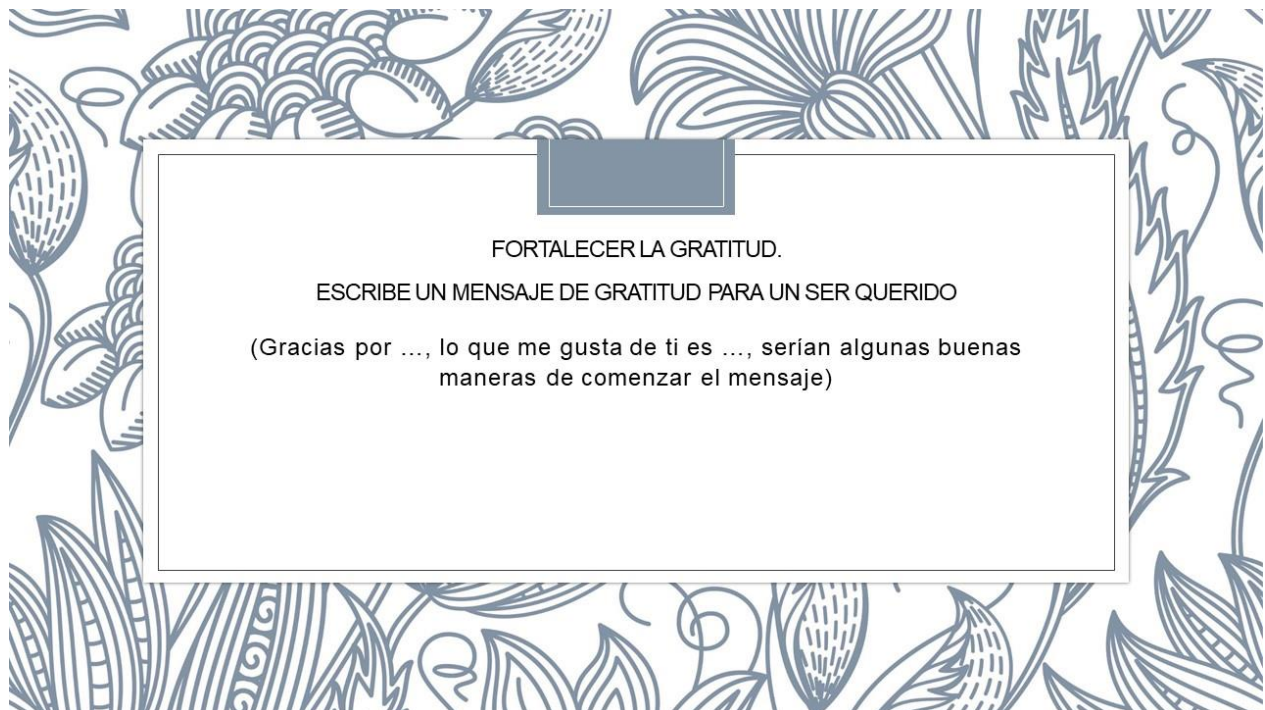 FORTALECER LA GRATITUD.
ESCRIBE UN MENSAJE DE GRATITUD PARA UN SER QUERIDO
(Gracias por ..., lo que me gusta de ti es ..., serían algunas buenas
maneras de comenzar el mensaje)